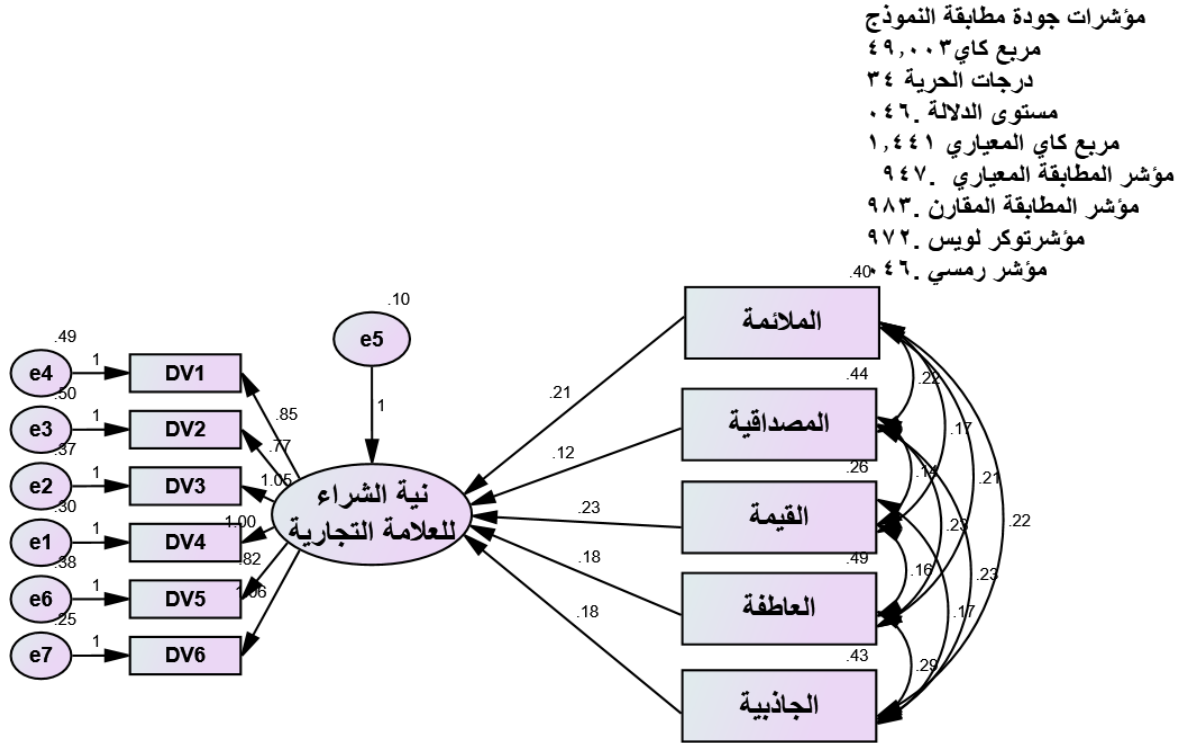 مؤشرات جودة مطابقة النموذج
مربع كاي ٤٩,٠٠٣
درجات الحرية ٣٤
مستوى الدلالة .٠٤٦
مربع كاي المعياري ١,٤٤١
مؤشر المطابقة المعياري .٩٤٧
مؤشر المطابقة المقارن .٩٨٣
مؤشرتوكر لويس .٩٧٢
مؤشر رمسي .٠٤٦
.40
الملائمة
.44
المصداقية
.26
القيمة
.49
العاطفة
.43
الجاذبية
.22
.17
.14
.21
.23
.22
.16
.23
.17
.29
.21
.12
.23
.18
.18
.10
e5
1
نية الشراء
للعلامة التجارية
.85
.77
1.05
1.00
.82
1.06
.49
e4 1 DV1
.50
e3 1 DV2
.37
e2 1 DV3
.30
e1 1 DV4
.38
e6 1 DV5
.25
e7 1 DV6